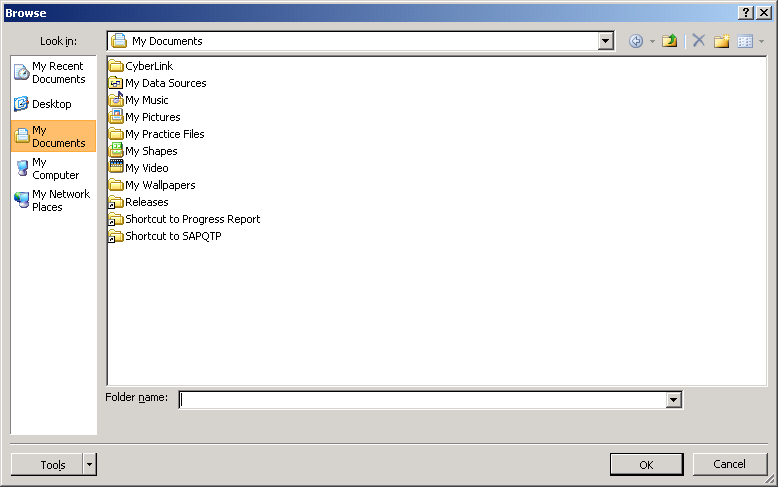 Browse
Look in:
My Documents
My Recent
Documents
Desktop
My
Documents
My
Computer
My Network
Places
CyberLink
My Data Sources
My Music
My Pictures
My Practice Files
My Shapes
My Video
My Wallpapers
Releases
Shortcut to Progress Report
Shortcut to SAPQTP
Folder name:
Tools
OK
Cancel